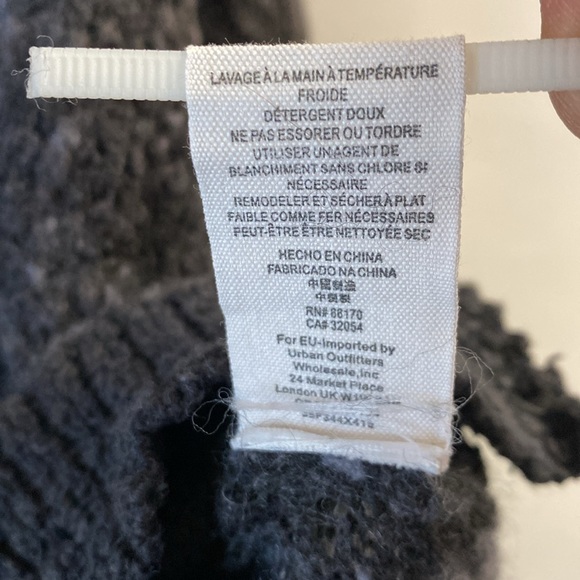 LAVAGE À LA MAIN À TEMPÉRATURE
FROIDE
DÉTERGENT DOUX
NE PAS ESSORER OU TORDRE
UTILISER UN AGENT DE
BLANCHIMENT SANS CHLORE SI
NÉCESSAIRE
REMODELER ET SÉCHER À PLAT
FAIBLE COMME FER NÉCESSAIRES
PEUT-ÊTRE ÊTRE NETTOYÉE SEC
HECHO EN CHINA
FABRICADO NA CHINA
中國製造
中國製
RN# 88170
CA# 32054
For EU-Imported by
Urban Outfitters
Wholesale, Inc
24 Market Place
London UK